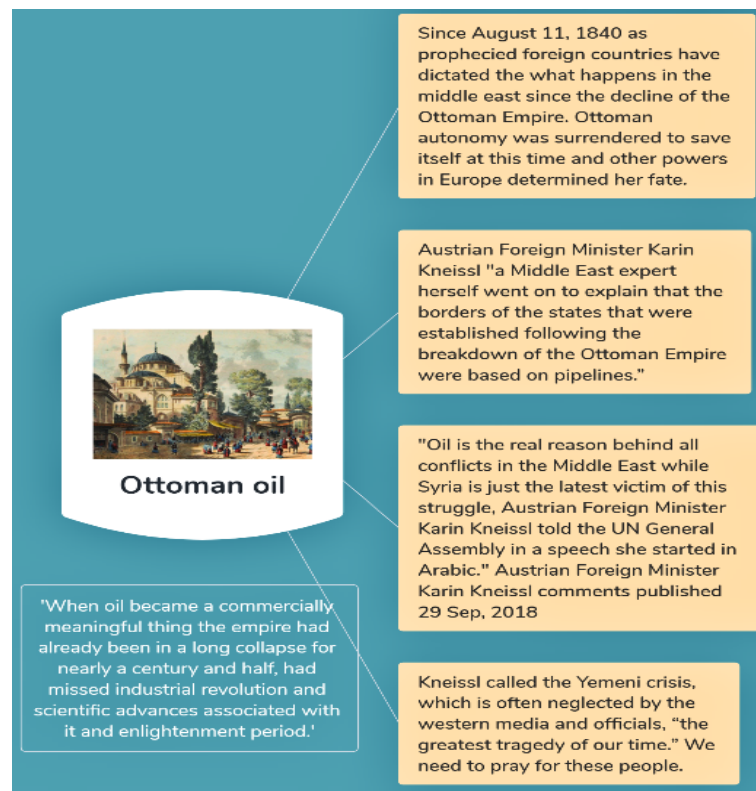 Since August 11, 1840 as
prophecied foreign countries have
dictated the what happens in the
middle east since the decline of the
Ottoman Empire. Ottoman
autonomy was surrendered to save
itself at this time and other powers
in Europe determined her fate.
Austrian Foreign Minister Karin
Kneissl "a Middle East expert
herself went on to explain that the
borders of the states that were
established following the
breakdown of the Ottoman Empire
were based on pipelines.”
Ottoman oil
"Oil is the real reason behind all
conflicts in the Middle East while
Syria is just the latest victim of this
struggle, Austrian Foreign Minister
Karin Kneissl told the UN General
Assembly in a speech she started in
Arabic." Austrian Foreign Minister
Karin Kneissl comments published
29 Sep, 2018
'When oil became a commercially
meaningful thing the empire had
already been in a long collapse for
nearly a century and half, had
missed industrial revolution and
scientific advances associated with
it and enlightenment period.'
Kneissl called the Yemeni crisis,
which is often neglected by the
western media and officials, “the
greatest tragedy of our time.” We
need to pray for these people.